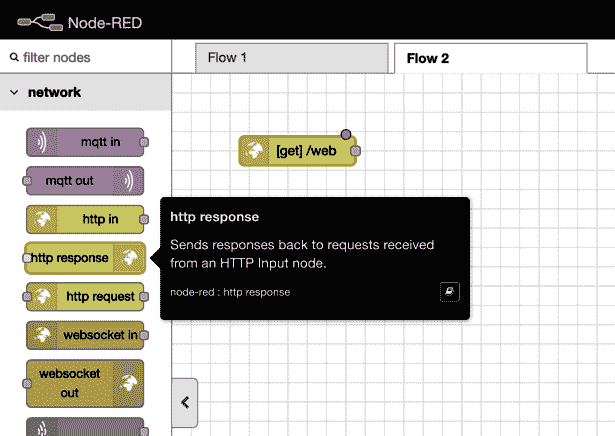 Node-RED
filter nodes
Flow 1
Flow 2
network
[get] /web
mqtt in
mqtt out
http in
http response
http request
websocket in
websocket
out
http response
Sends responses back to requests received
from an HTTP Input node.
node-red : http response